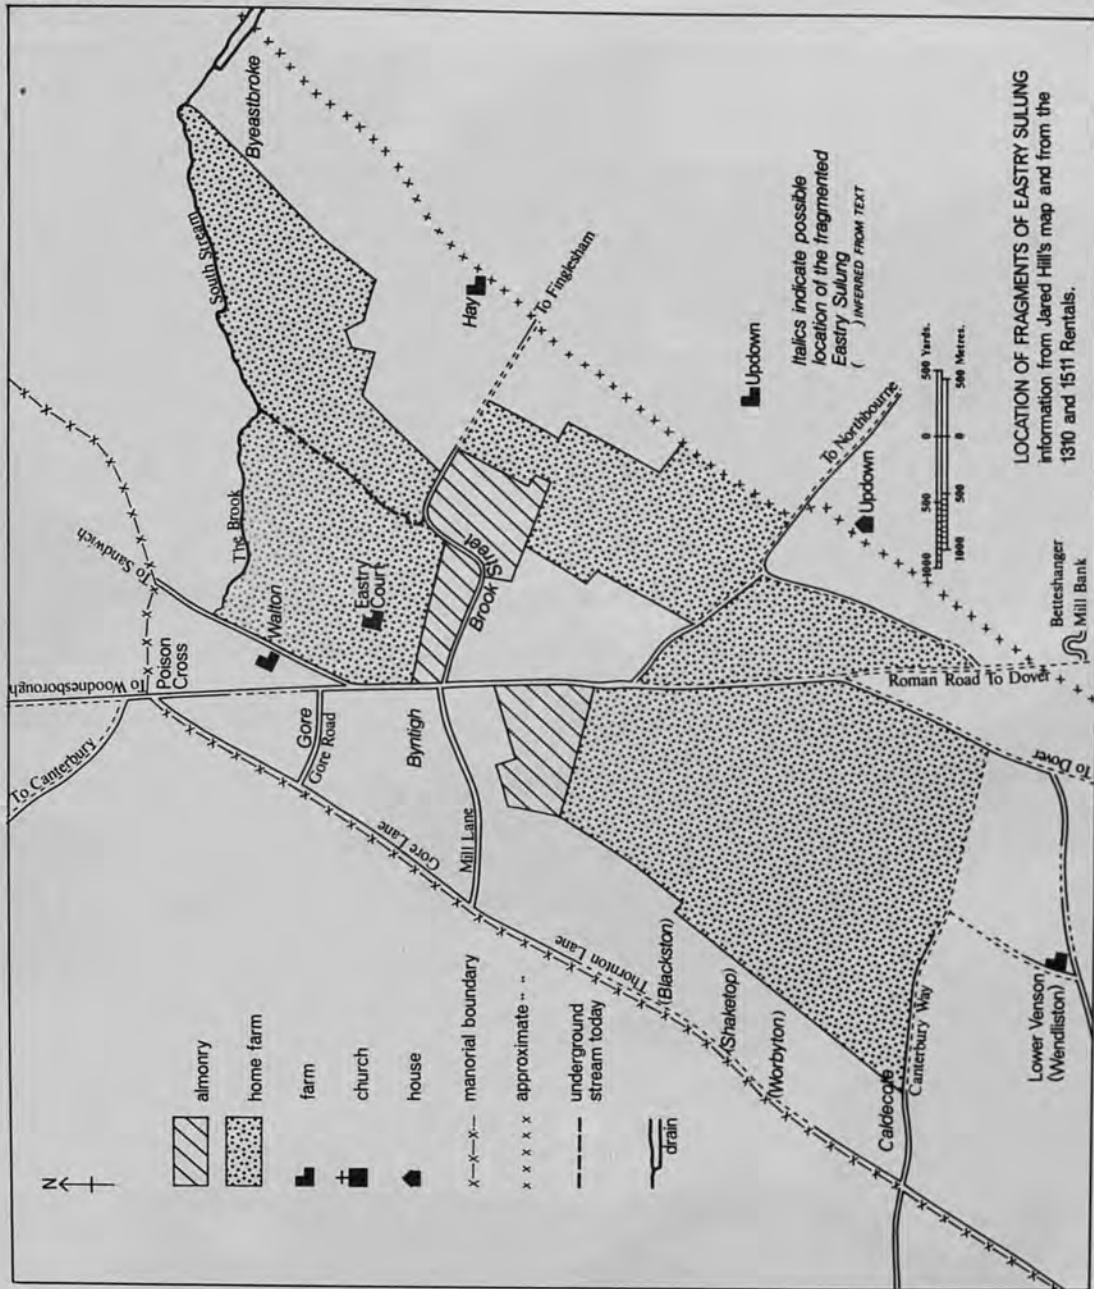 N
almonry
home farm
farm
church
house
manorial boundary
approximate " "
underground
stream today
drain
To Canterbury
To Woodnesborough
Poison
Cross
To Sandwich
The Brook
South Stream
Byeastbroke
Walton
Eastry
Court
Gore
Gore Road
Gore Lane
Byntigh
Mill Lane
Brook Street
Hay
To Finglesham
Thornton Lane
(Blackston)
(Shaketop)
(Worbyton)
Caldecote
Canterbury Way
Lower Venson
(Wendliston)
To Dover
Roman Road To Dover
Betteshanger
Mill Bank
To Northbourne
Updown
Updown
Italics indicate possible
location of the fragmented
Eastry Sulung
( ) INFERRED FROM TEXT
1000 500 0 500 Yards.
1000 500 0 500 Metres.
LOCATION OF FRAGMENTS OF EASTRY SULUNG
information from Jared Hill's map and from the
1310 and 1511 Rentals.